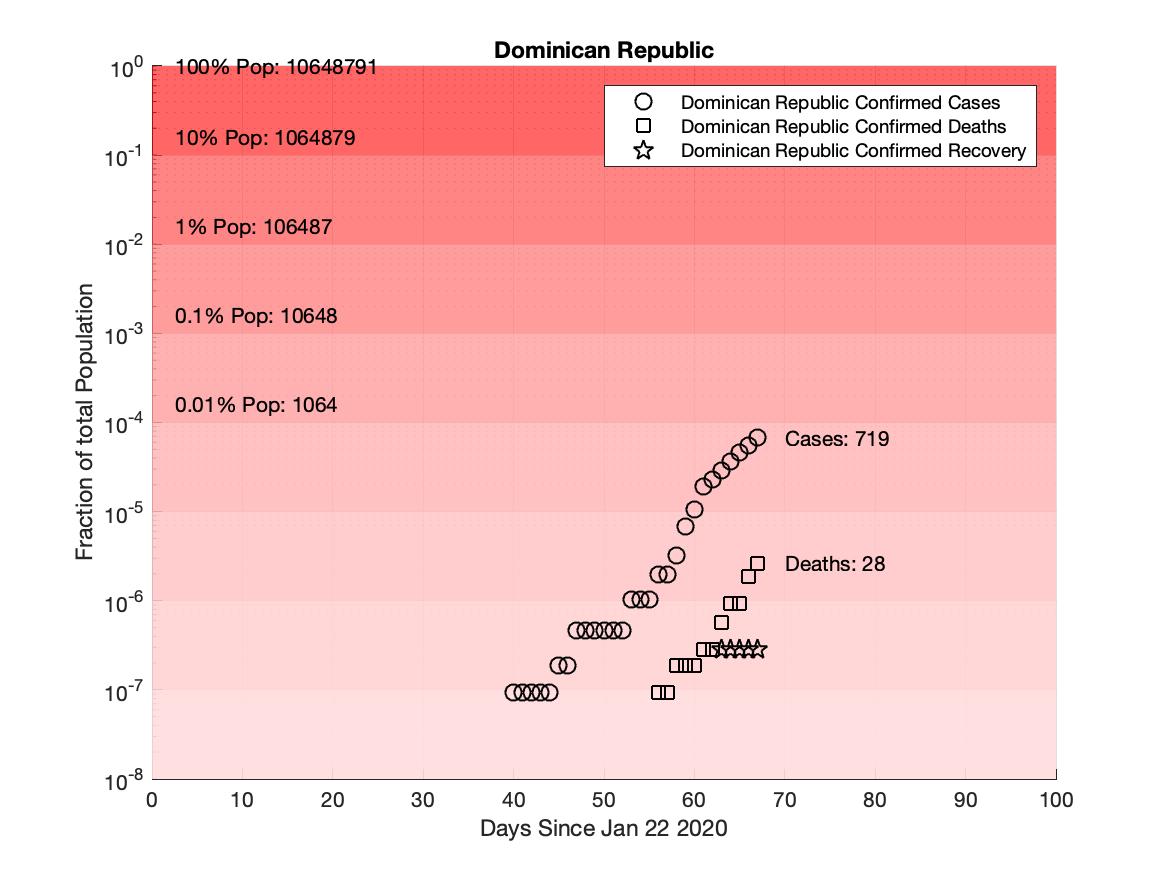 Dominican Republic
10^0
100% Pop: 10648791
Dominican Republic Confirmed Cases
Dominican Republic Confirmed Deaths
Dominican Republic Confirmed Recovery
10% Pop: 1064879
10^-1
1% Pop: 106487
10^-2
0.1% Pop: 10648
10^-3
0.01% Pop: 1064
10^-4
Cases: 719
10^-5
Deaths: 28
10^-6
10^-7
10^-8
Fraction of total Population
0 10 20 30 40 50 60 70 80 90 100
Days Since Jan 22 2020